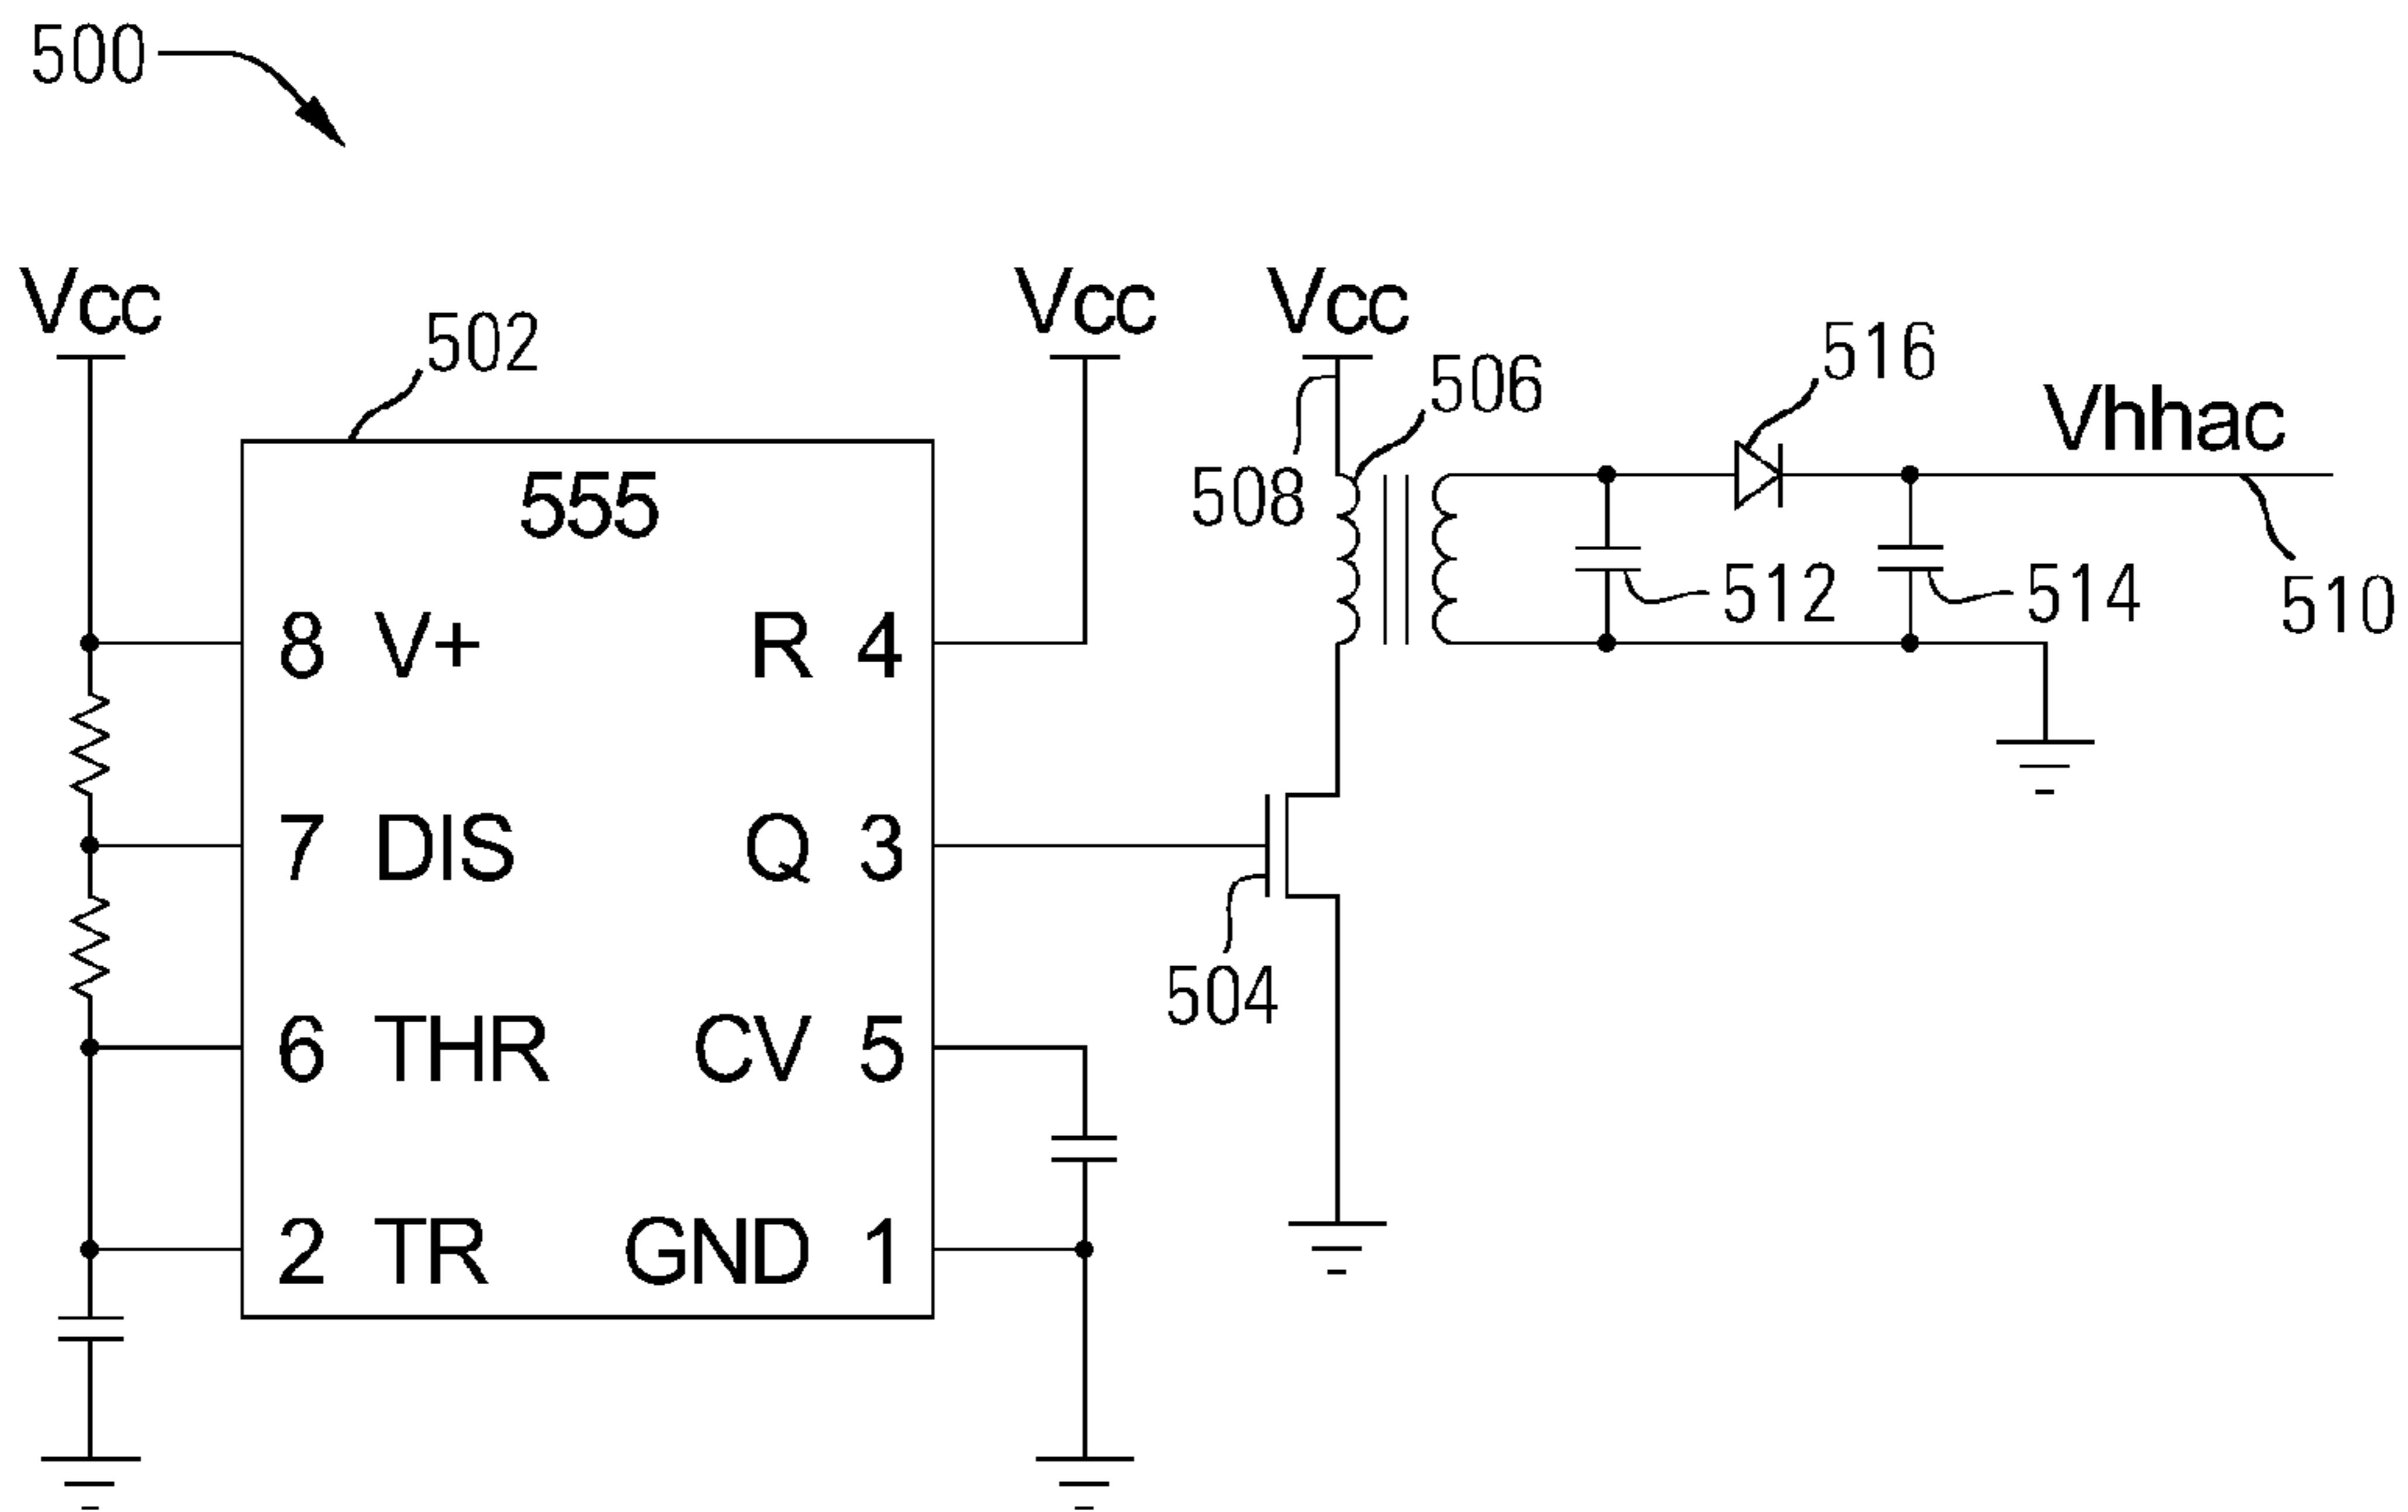 500
Vcc
Vcc
Vcc
502
516
506
Vhhac
508
555
512
514
510
8 V+
R 4
7 DIS
Q 3
504
6 THR
CV 5
2 TR
GND 1